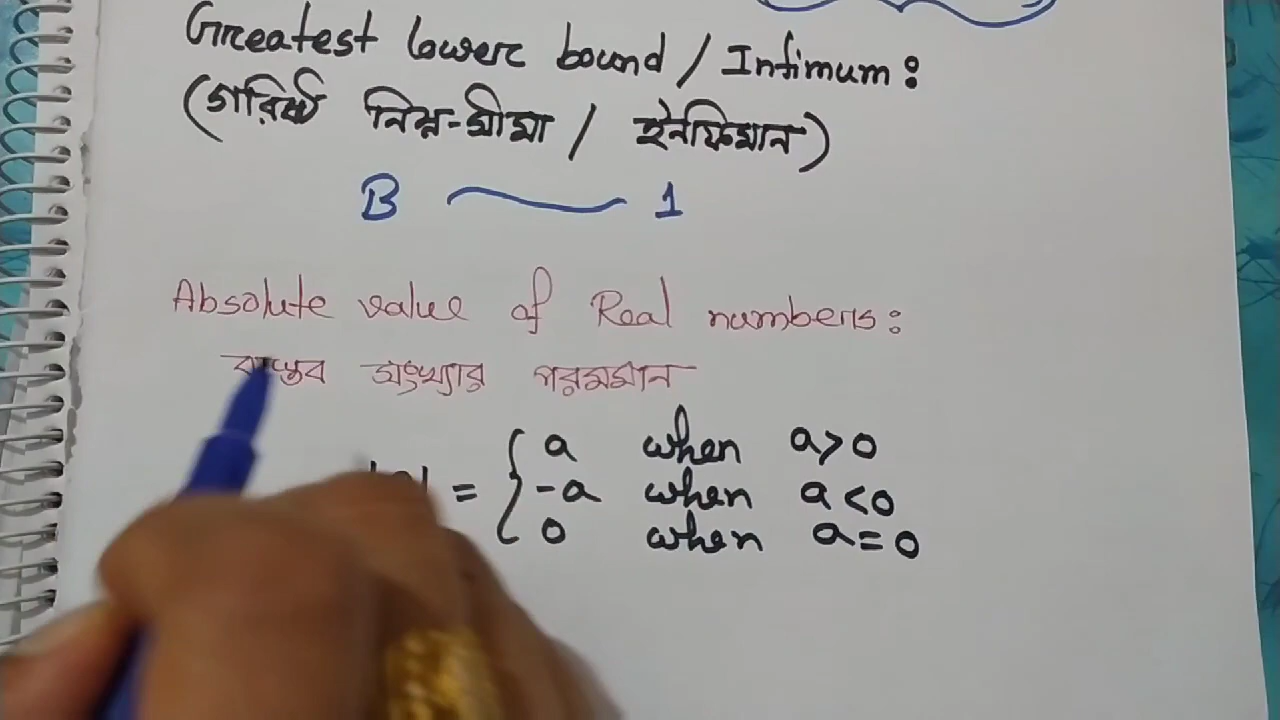 Greatest lower bound / Infimum:
(গরিষ্ঠ নিম্ন-সীমা / ইনফিমান)
B 1
Absolute value of Real numbers:
বাস্তব সংখ্যার পরমমান
|a| = { a when a>0
-a when a<0
0 when a=0